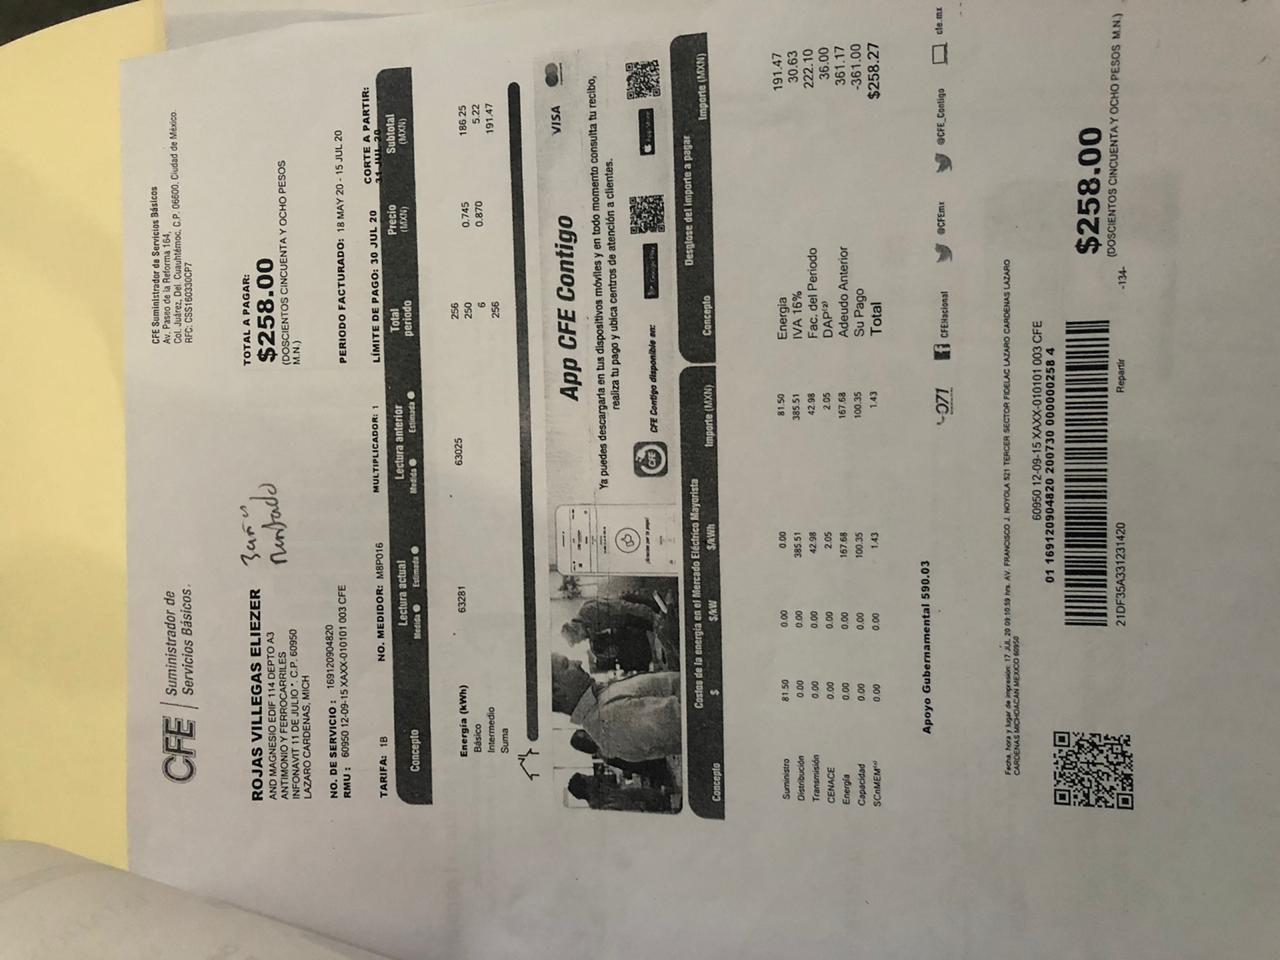 CFE
Suministrador de
Servicios Básicos.
CFE Suministrador de Servicios Básicos
Av. Paseo de la Reforma 164,
Col. Juárez, Del. Cuauhtémoc, C.P. 06600, Ciudad de México.
RFC: CSS160330CP7
ROJAS VILLEGAS ELIEZER
AND MAGNESIO EDIF 114 DEPTO A3
ANTIMONIO Y FERROCARRILES
INFONAVIT 11 DE JULIO *. C.P. 60950
LAZARO CARDENAS, MICH
TOTAL A PAGAR:
$258.00
(DOSCIENTOS CINCUENTA Y OCHO PESOS
M.N.)
NO. DE SERVICIO : 169120904820
RMU : 60950 12-09-15 XAXX-010101 003 CFE
PERIODO FACTURADO: 18 MAY 20 - 15 JUL 20
TARIFA: 1B NO. MEDIDOR: M8P016 MULTIPLICADOR: 1 LÍMITE DE PAGO: 30 JUL 20 CORTE A PARTIR:
31 JUL 20
Concepto Lectura actual Lectura anterior Total periodo Precio (MXN) Subtotal (MXN)
Medida Estimada Medida Estimada
Energía (kWh) 63281 63025 256
Básico 250 0.745 186.25
Intermedio 6 0.870 5.22
Suma 256 191.47
App CFE Contigo
VISA
Ya puedes descargarla en tus dispositivos móviles y en todo momento consulta tu recibo,
realiza tu pago y ubica centros de atención a clientes.
CFE
CFE Contigo disponible en:
Google Play
App Store
Costos de la energía en el Mercado Eléctrico Mayorista
Concepto $ $/kW $/kWh Importe (MXN)
Suministro 81.50 0.00 0.00 81.50
Distribución 0.00 0.00 385.51 385.51
Transmisión 0.00 0.00 42.98 42.98
CENACE 0.00 0.00 2.05 2.05
Energía 0.00 0.00 167.68 167.68
Capacidad 0.00 0.00 100.35 100.35
SCnMEM 0.00 0.00 1.43 1.43
Desglose del importe a pagar
Concepto Importe (MXN)
Energía 191.47
IVA 16% 30.63
Fac. del Periodo 222.10
DAP⁽²⁾ 36.00
Adeudo Anterior 361.17
Su Pago -361.00
Total $258.27
Apoyo Gubernamental 590.03
071
CFENacional
@CFEmx
@CFE_Contigo
cfe.mx
Fecha, hora y lugar de impresión: 17 JUL 20 09:10:59 hrs. AV. FRANCISCO J. NOYOLA 521 TERCER SECTOR FIDELAC LAZARO CARDENAS LAZARO
CARDENAS MICHOACAN MEXICO 60950
60950 12-09-15 XAXX-010101 003 CFE
01 169120904820 200730 000000258 4
21DF35A331231420 Repartir -134-
$258.00
(DOSCIENTOS CINCUENTA Y OCHO PESOS M.N.)